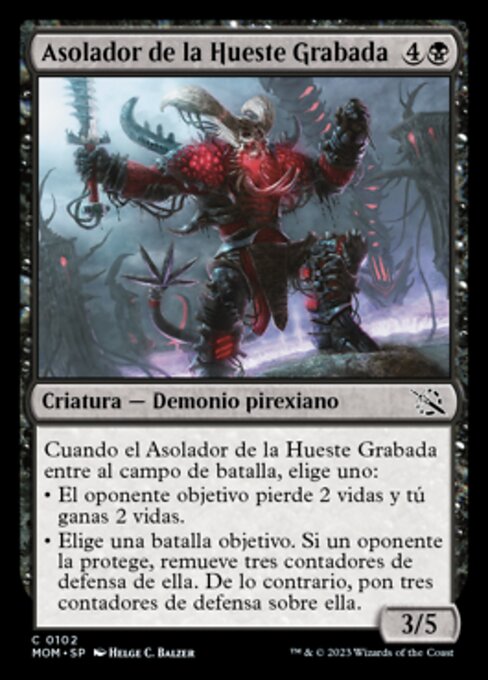 Asolador de la Hueste Grabada 4
Criatura — Demonio pirexiano
Cuando el Asolador de la Hueste Grabada
entre al campo de batalla, elige uno:
• El oponente objetivo pierde 2 vidas y tú
ganas 2 vidas.
• Elige una batalla objetivo. Si un oponente
la protege, remueve tres contadores de
defensa de ella. De lo contrario, pon tres
contadores de defensa sobre ella.
3/5
C 0102
MOM • SP Helge C. Balzer
™ & © 2023 Wizards of the Coast